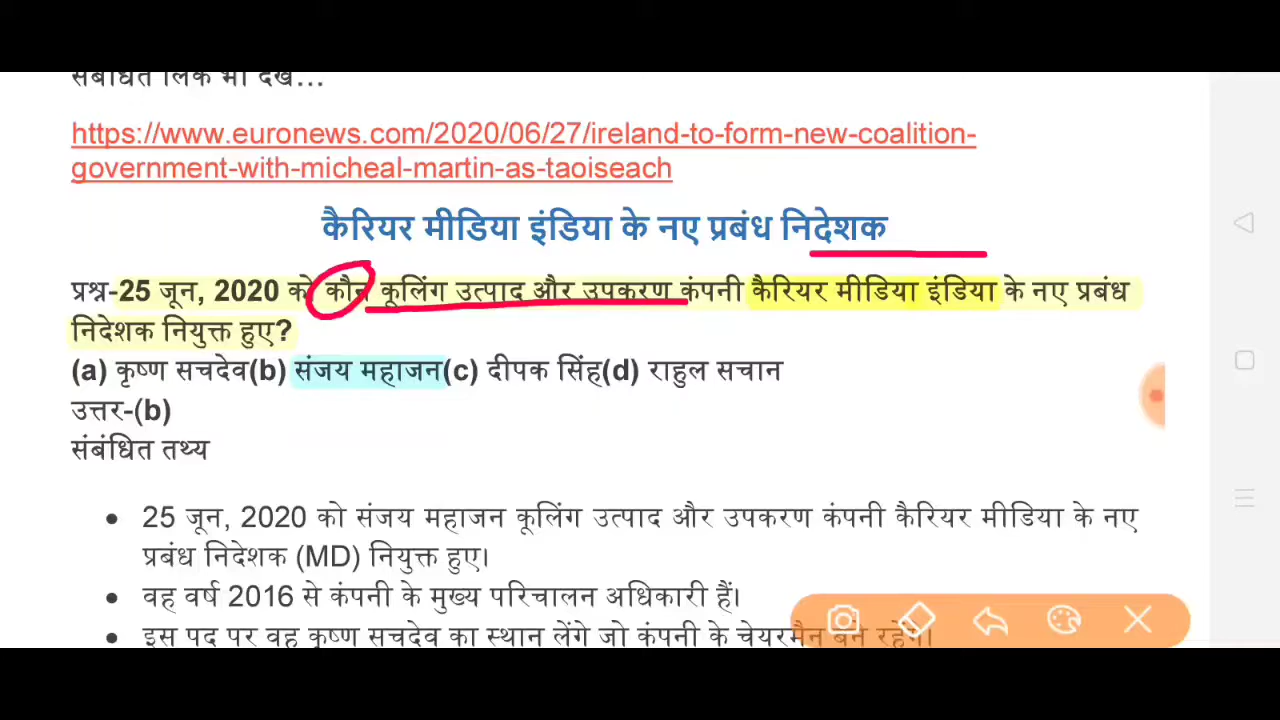 संबंधित लिंक भी देखें...
https://www.euronews.com/2020/06/27/ireland-to-form-new-coalition-
government-with-micheal-martin-as-taoiseach
कैरियर मीडिया इंडिया के नए प्रबंध निदेशक
प्रश्न-25 जून, 2020 को कौन कूलिंग उत्पाद और उपकरण कंपनी कैरियर मीडिया इंडिया के नए प्रबंध
निदेशक नियुक्त हुए?
(a) कृष्ण सचदेव(b) संजय महाजन(c) दीपक सिंह(d) राहुल सचान
उत्तर-(b)
संबंधित तथ्य
• 25 जून, 2020 को संजय महाजन कूलिंग उत्पाद और उपकरण कंपनी कैरियर मीडिया के नए
प्रबंध निदेशक (MD) नियुक्त हुए।
• वह वर्ष 2016 से कंपनी के मुख्य परिचालन अधिकारी हैं।
• इस पद पर वह कृष्ण सचदेव का स्थान लेंगे जो कंपनी के चेयरमैन बने रहेंगे।